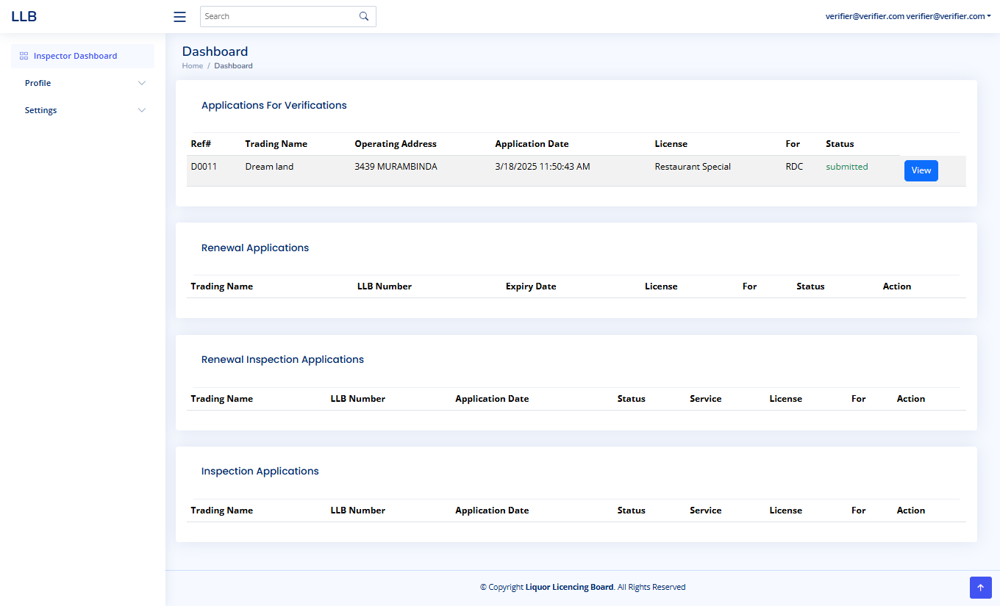 LLB
Search
verifier@verifier.com verifier@verifier.com
Inspector Dashboard
Profile
Settings
Dashboard
Home / Dashboard
Applications For Verifications
Ref# Trading Name Operating Address Application Date License For Status
D0011 Dream land 3439 MURAMBINDA 3/18/2025 11:50:43 AM Restaurant Special RDC submitted View
Renewal Applications
Trading Name LLB Number Expiry Date License For Status Action
Renewal Inspection Applications
Trading Name LLB Number Application Date Status Service License For Action
Inspection Applications
Trading Name LLB Number Application Date Status Service License For Action
© Copyright Liquor Licencing Board. All Rights Reserved